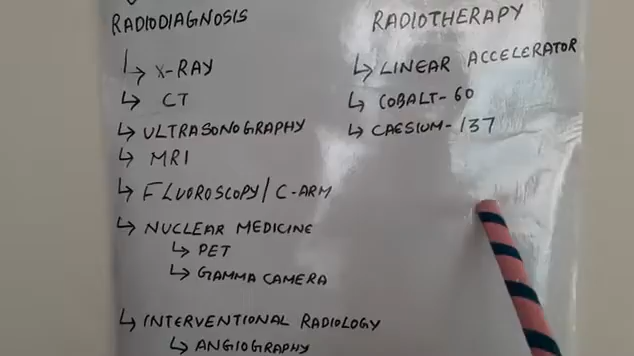 RADIODIAGNOSIS
↳ X-RAY
↳ CT
↳ ULTRASONOGRAPHY
↳ MRI
↳ FLUOROSCOPY/C-ARM
↳ NUCLEAR MEDICINE
↳ PET
↳ GAMMA CAMERA
↳ INTERVENTIONAL RADIOLOGY
↳ ANGIOGRAPHY
RADIOTHERAPY
↳ LINEAR ACCELERATOR
↳ COBALT-60
↳ CAESIUM-137